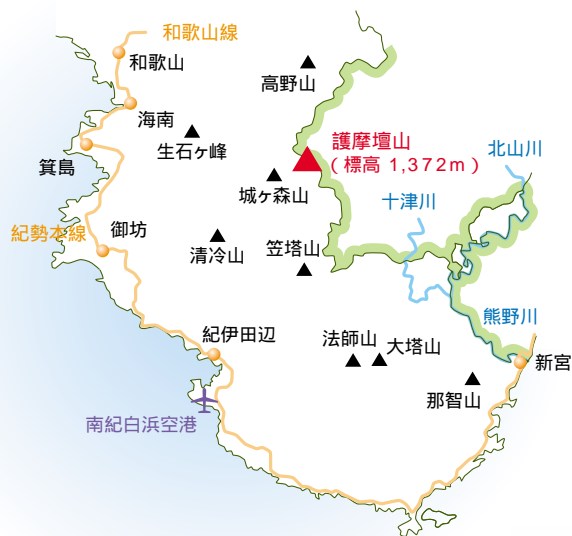 和歌山線
和歌山
高野山
海南
生石ヶ峰
護摩壇山
(標高 1,372m)
北山川
箕島
城ヶ森山
十津川
紀勢本線
御坊
清冷山
笠塔山
熊野川
紀伊田辺
法師山
大塔山
新宮
那智山
南紀白浜空港